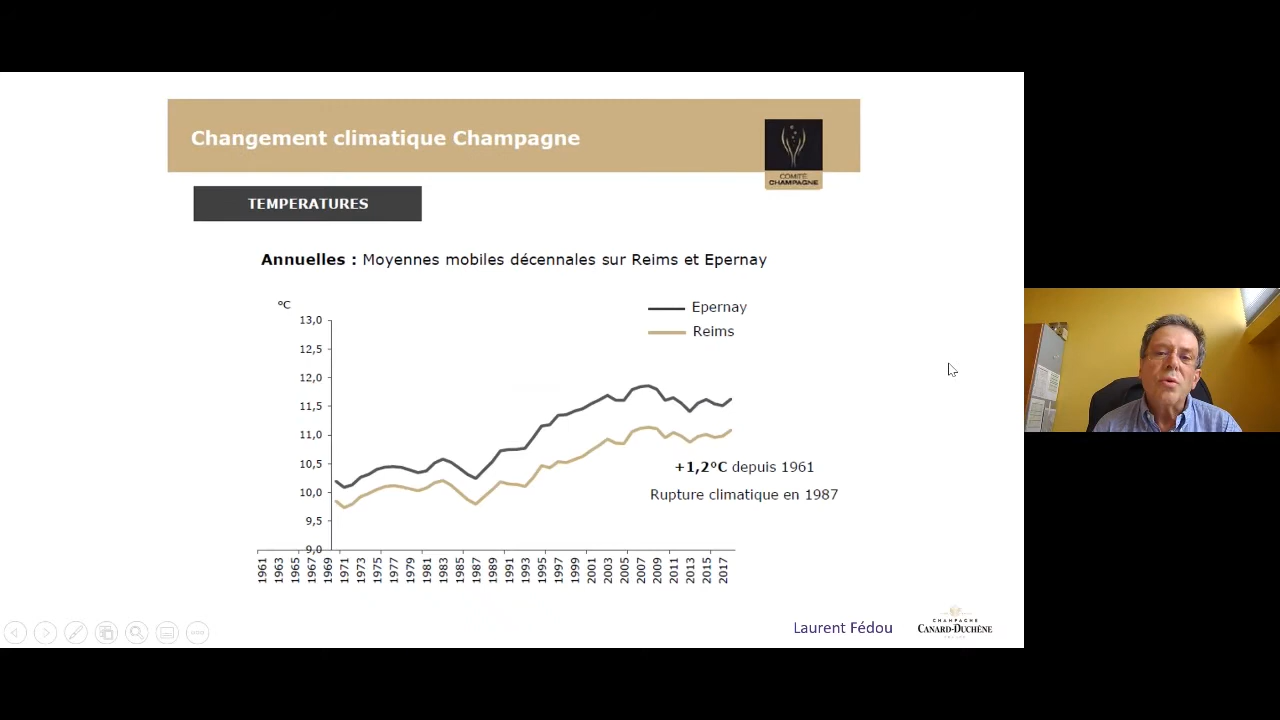 Changement climatique Champagne
COMITÉ
CHAMPAGNE
TEMPERATURES
Annuelles : Moyennes mobiles décennales sur Reims et Epernay
°C
Epernay
Reims
13,0
12,5
12,0
11,5
11,0
10,5
10,0
9,5
9,0
+1,2°C depuis 1961
Rupture climatique en 1987
1961
1963
1965
1967
1969
1971
1973
1975
1977
1979
1981
1983
1985
1987
1989
1991
1993
1995
1997
1999
2001
2003
2005
2007
2009
2011
2013
2015
2017
Laurent Fédou
CHAMPAGNE
CANARD-DUCHÊNE